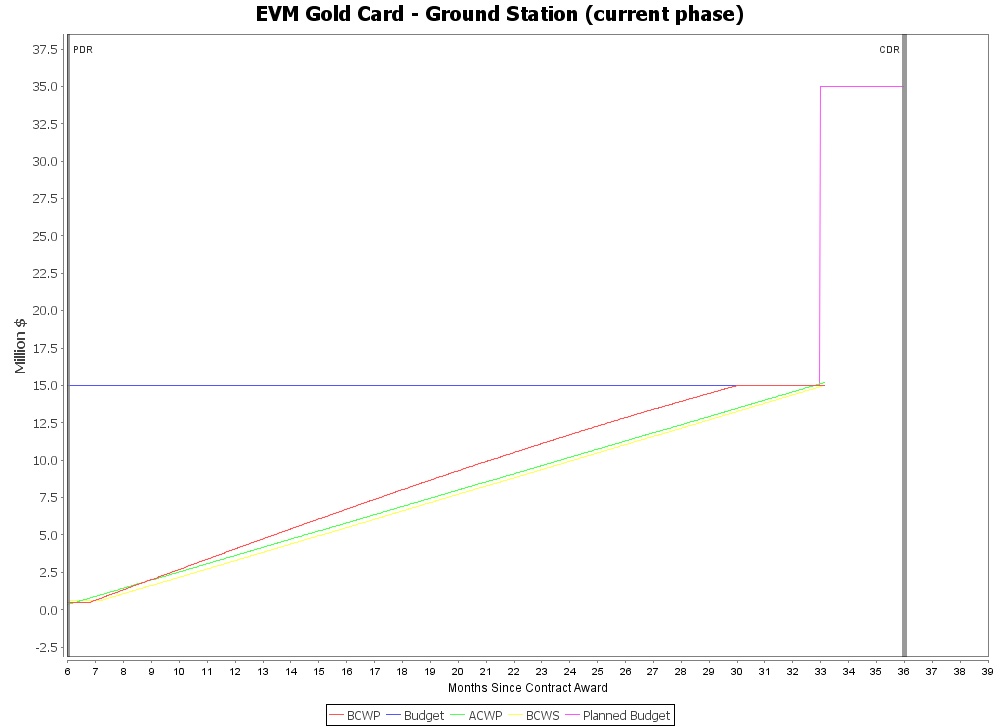 EVM Gold Card - Ground Station (current phase)
PDR
CDR
37.5
35.0
32.5
30.0
27.5
25.0
22.5
20.0
17.5
15.0
12.5
10.0
7.5
5.0
2.5
0.0
-2.5
Million $
6 7 8 9 10 11 12 13 14 15 16 17 18 19 20 21 22 23 24 25 26 27 28 29 30 31 32 33 34 35 36 37 38 39
Months Since Contract Award
BCWP Budget ACWP BCWS Planned Budget